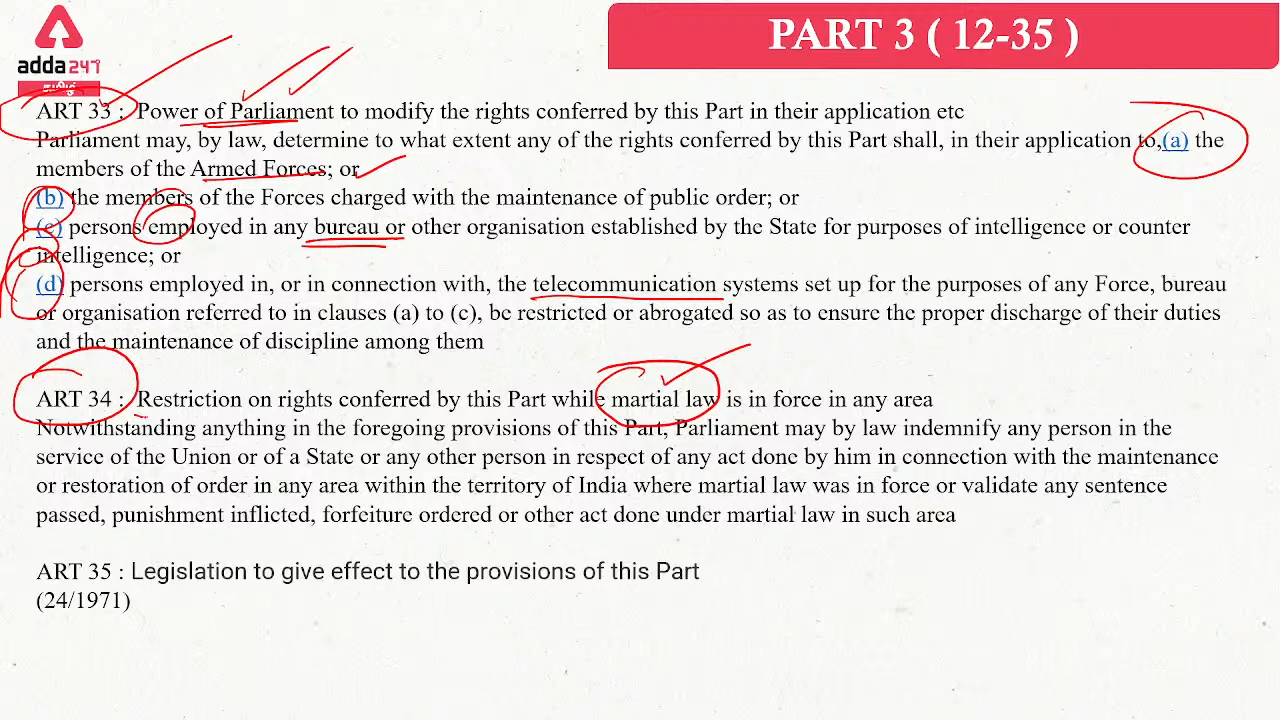 PART 3 ( 12-35 )
adda247
தமிழ்
ART 33 : Power of Parliament to modify the rights conferred by this Part in their application etc
Parliament may, by law, determine to what extent any of the rights conferred by this Part shall, in their application to,(a) the
members of the Armed Forces; or
(b) the members of the Forces charged with the maintenance of public order; or
(c) persons employed in any bureau or other organisation established by the State for purposes of intelligence or counter
intelligence; or
(d) persons employed in, or in connection with, the telecommunication systems set up for the purposes of any Force, bureau
or organisation referred to in clauses (a) to (c), be restricted or abrogated so as to ensure the proper discharge of their duties
and the maintenance of discipline among them
ART 34 : Restriction on rights conferred by this Part while martial law is in force in any area
Notwithstanding anything in the foregoing provisions of this Part, Parliament may by law indemnify any person in the
service of the Union or of a State or any other person in respect of any act done by him in connection with the maintenance
or restoration of order in any area within the territory of India where martial law was in force or validate any sentence
passed, punishment inflicted, forfeiture ordered or other act done under martial law in such area
ART 35 : Legislation to give effect to the provisions of this Part
(24/1971)